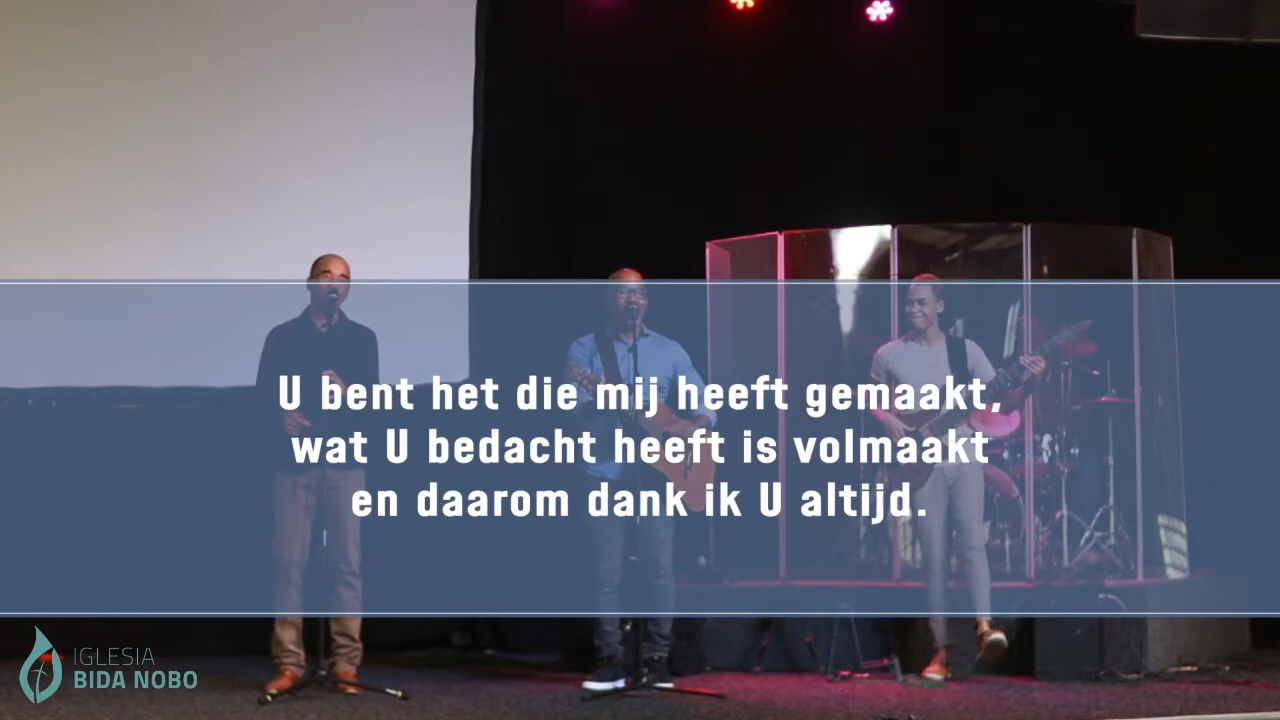 U bent het die mij heeft gemaakt,
wat U bedacht heeft is volmaakt
en daarom dank ik U altijd.
IGLESIA
BIDA NOBO